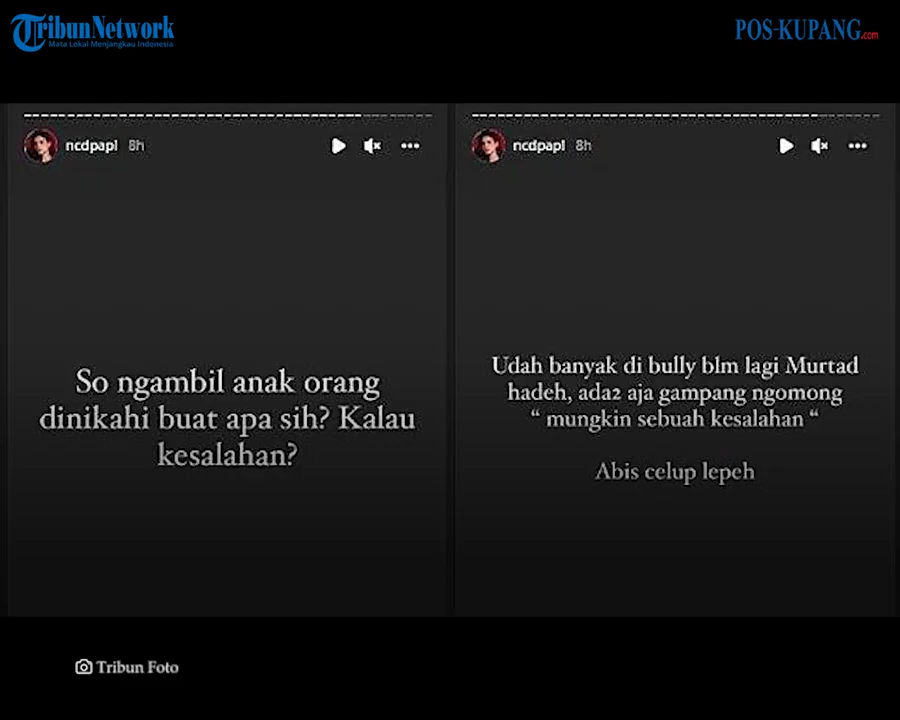 TribunNetwork
Mata Lokal Menjangkau Indonesia
POS-KUPANG.com
ncdpapl 8h
So ngambil anak orang
dinikahi buat apa sih? Kalau
kesalahan?
ncdpapl 8h
Udah banyak di bully blm lagi Murtad
hadeh, ada2 aja gampang ngomong
“ mungkin sebuah kesalahan “
Abis celup lepeh
Tribun Foto